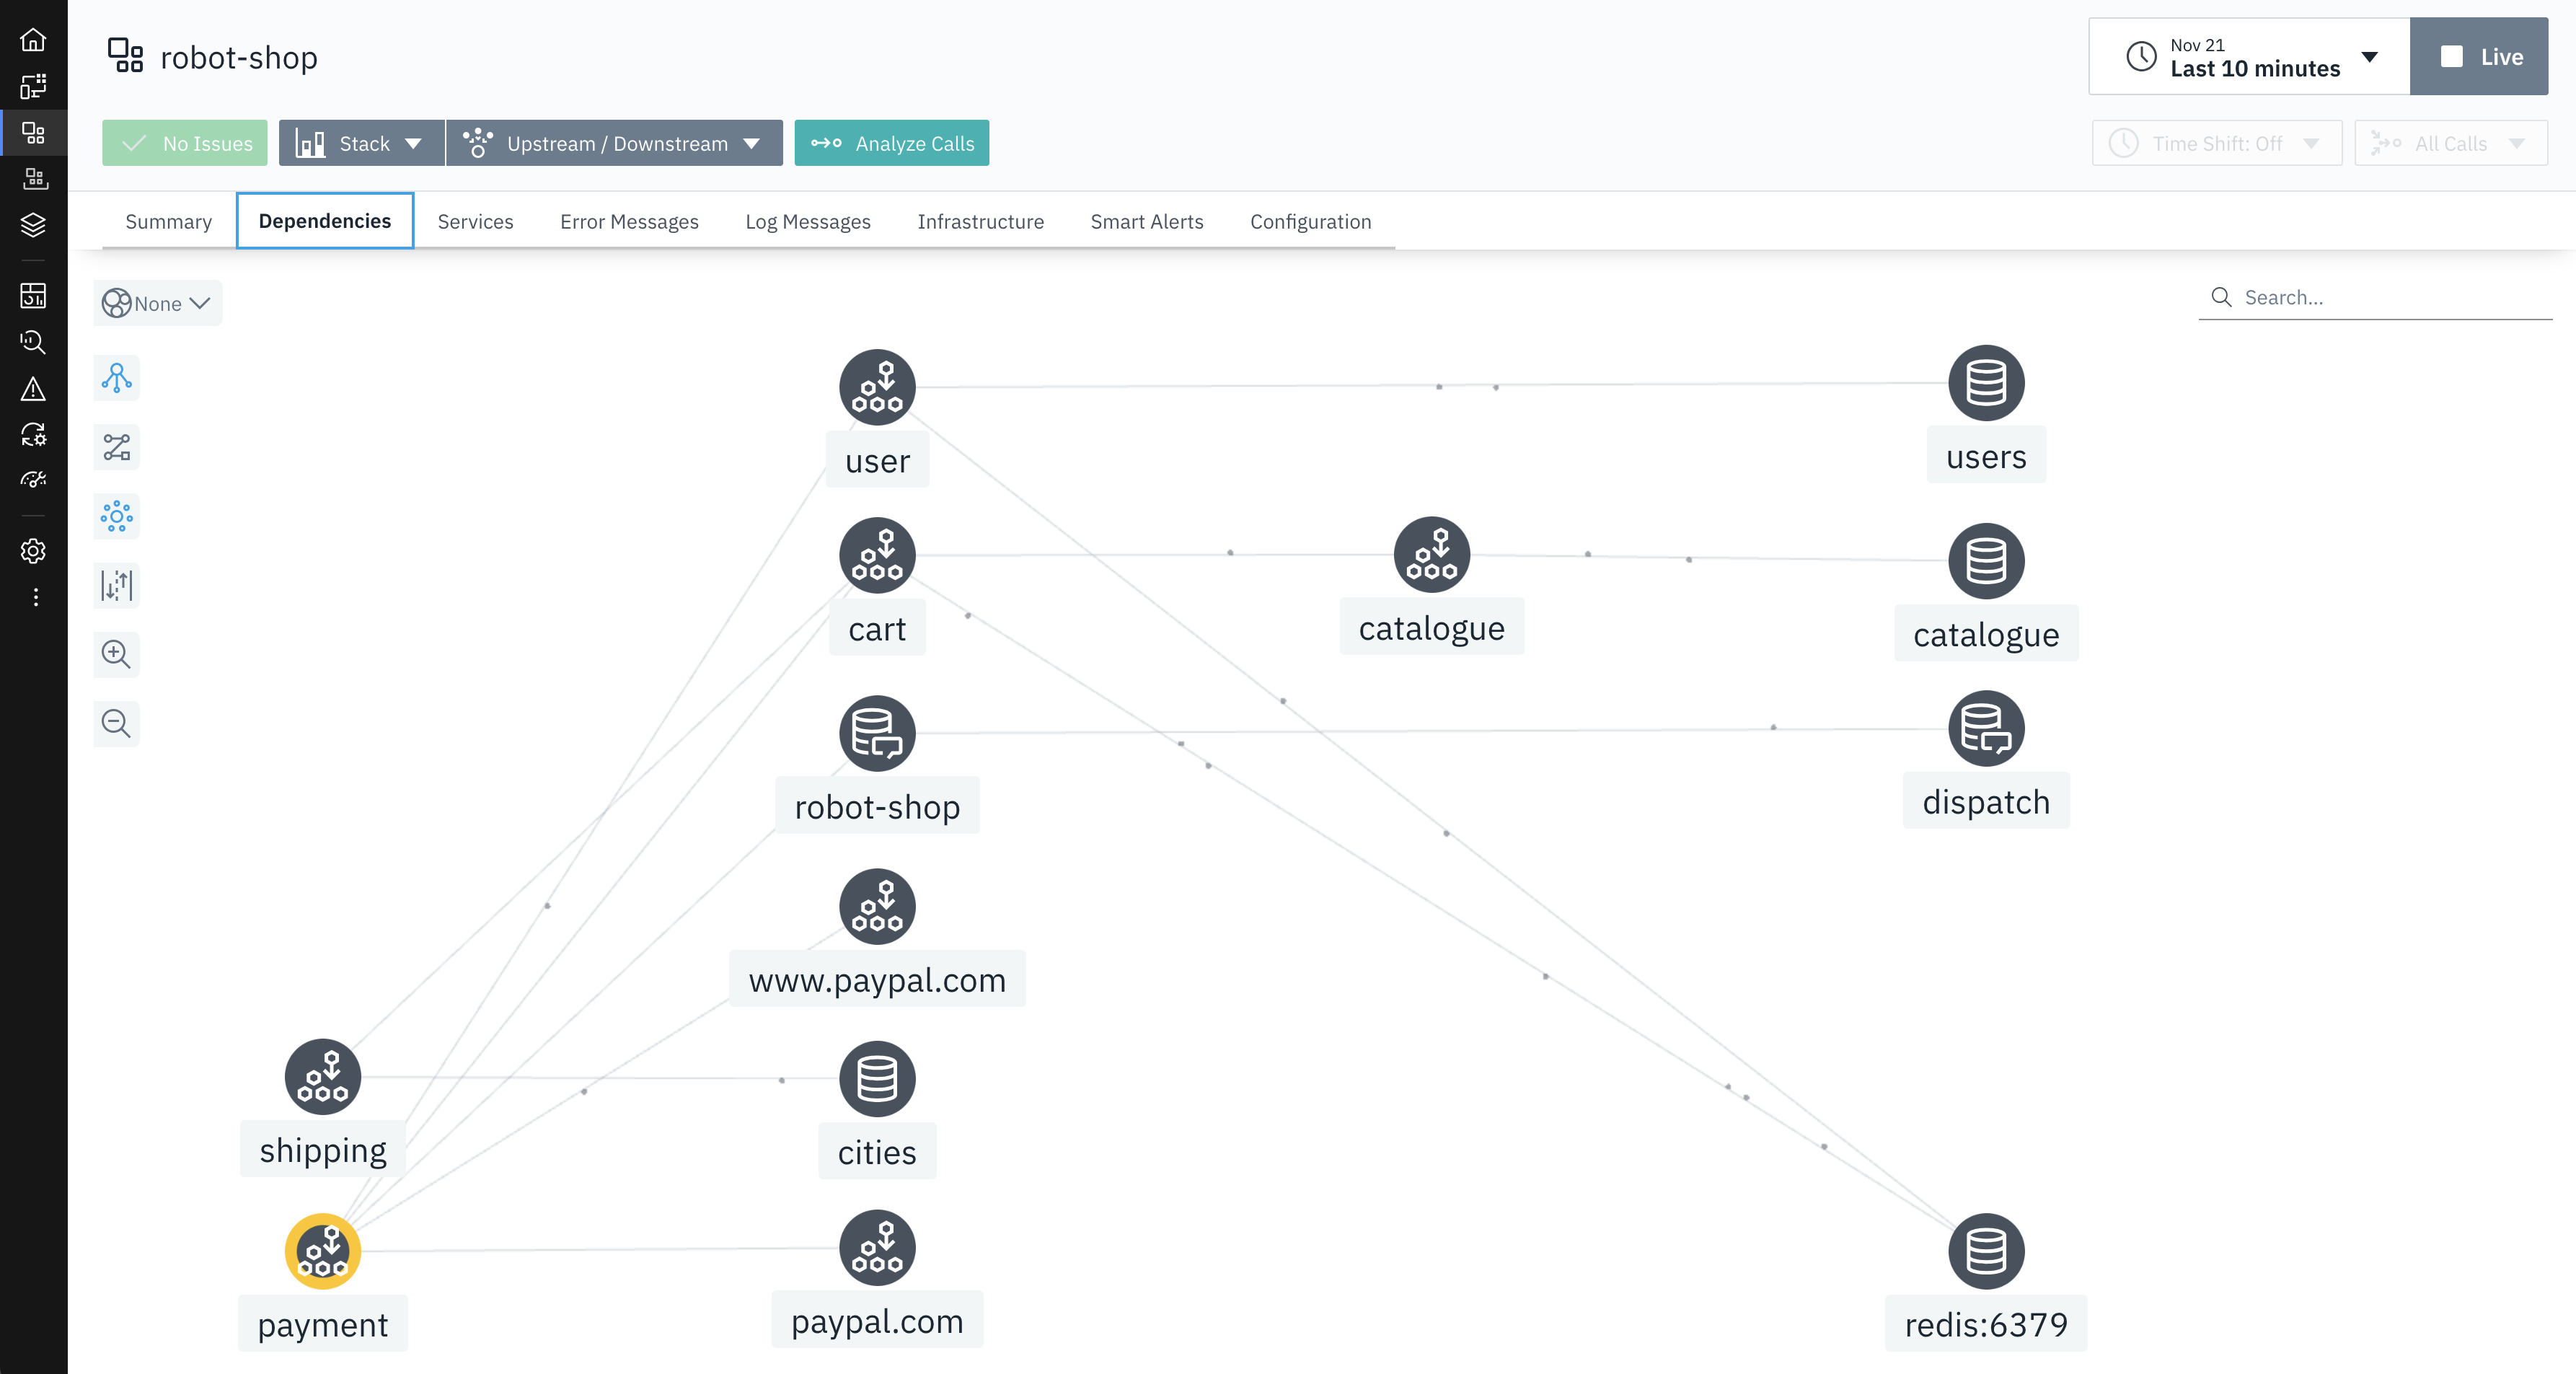 robot-shop
Nov 21
Last 10 minutes
Live
No Issues
Stack
Upstream / Downstream
Analyze Calls
Time Shift: Off
All Calls
Summary
Dependencies
Services
Error Messages
Log Messages
Infrastructure
Smart Alerts
Configuration
None
Search...
user
users
cart
catalogue
catalogue
robot-shop
dispatch
www.paypal.com
shipping
cities
payment
paypal.com
redis:6379